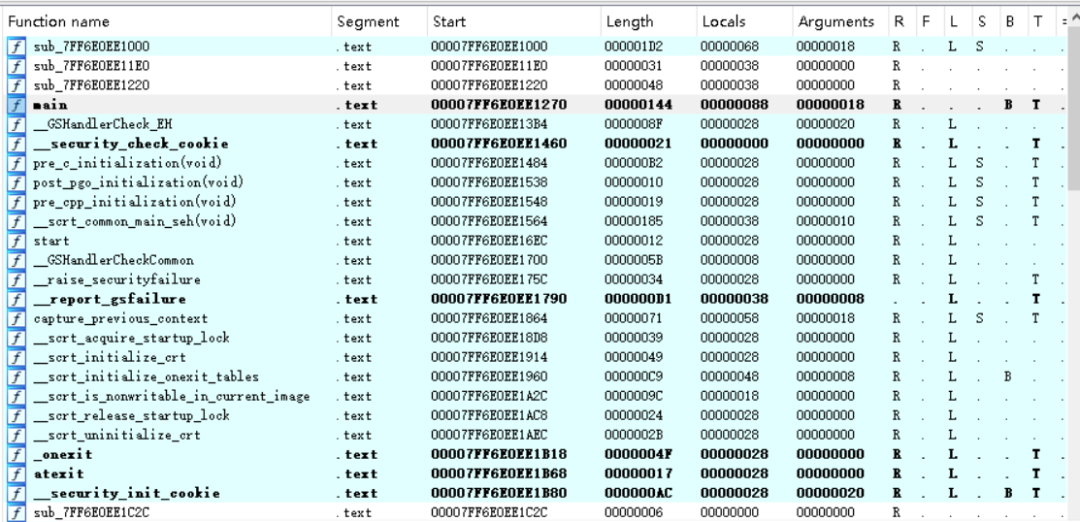 Function name Segment Start Length Locals Arguments R F L S B T =
f sub_7FF6E0EE1000 .text 00007FF6E0EE1000 000001D2 00000068 00000018 R . L S . . .
f sub_7FF6E0EE11E0 .text 00007FF6E0EE11E0 00000031 00000038 00000000 R . . . . . .
f sub_7FF6E0EE1220 .text 00007FF6E0EE1220 00000048 00000038 00000000 R . . . . . .
f main .text 00007FF6E0EE1270 00000144 00000088 00000018 R . . . B T .
f __GSHandlerCheck_EH .text 00007FF6E0EE13B4 0000008F 00000028 00000020 R . L . . . .
f __security_check_cookie .text 00007FF6E0EE1460 00000021 00000000 00000000 R . L . . T .
f pre_c_initialization(void) .text 00007FF6E0EE1484 000000B2 00000028 00000000 R . L S . T .
f post_pgo_initialization(void) .text 00007FF6E0EE1538 00000010 00000028 00000000 R . L S . T .
f pre_cpp_initialization(void) .text 00007FF6E0EE1548 00000019 00000028 00000000 R . L S . T .
f __scrt_common_main_seh(void) .text 00007FF6E0EE1564 00000185 00000038 00000010 R . L S . T .
f start .text 00007FF6E0EE16EC 00000012 00000028 00000000 R . L . . . .
f __GSHandlerCheckCommon .text 00007FF6E0EE1700 0000005B 00000008 00000000 R . L . . . .
f __raise_securityfailure .text 00007FF6E0EE175C 00000034 00000028 00000000 R . L . . T .
f __report_gsfailure .text 00007FF6E0EE1790 000000D1 00000038 00000008 . . L . . T .
f capture_previous_context .text 00007FF6E0EE1864 00000071 00000058 00000018 R . L S . T .
f __scrt_acquire_startup_lock .text 00007FF6E0EE18D8 00000039 00000028 00000000 R . L . . . .
f __scrt_initialize_crt .text 00007FF6E0EE1914 00000049 00000028 00000000 R . L . . . .
f __scrt_initialize_onexit_tables .text 00007FF6E0EE1960 000000C9 00000048 00000008 R . L . B . .
f __scrt_is_nonwritable_in_current_image .text 00007FF6E0EE1A2C 0000009C 00000018 00000000 R . L . . . .
f __scrt_release_startup_lock .text 00007FF6E0EE1AC8 00000024 00000028 00000000 R . L . . . .
f __scrt_uninitialize_crt .text 00007FF6E0EE1AEC 0000002B 00000028 00000000 R . L . . . .
f _onexit .text 00007FF6E0EE1B18 0000004F 00000028 00000000 R . L . . T .
f atexit .text 00007FF6E0EE1B68 00000017 00000028 00000000 R . L . . T .
f __security_init_cookie .text 00007FF6E0EE1B80 000000AC 00000028 00000020 R . L . B T .
f sub_7FF6E0EE1C2C .text 00007FF6E0EE1C2C 00000006 00000000 00000000 R . . . . . .